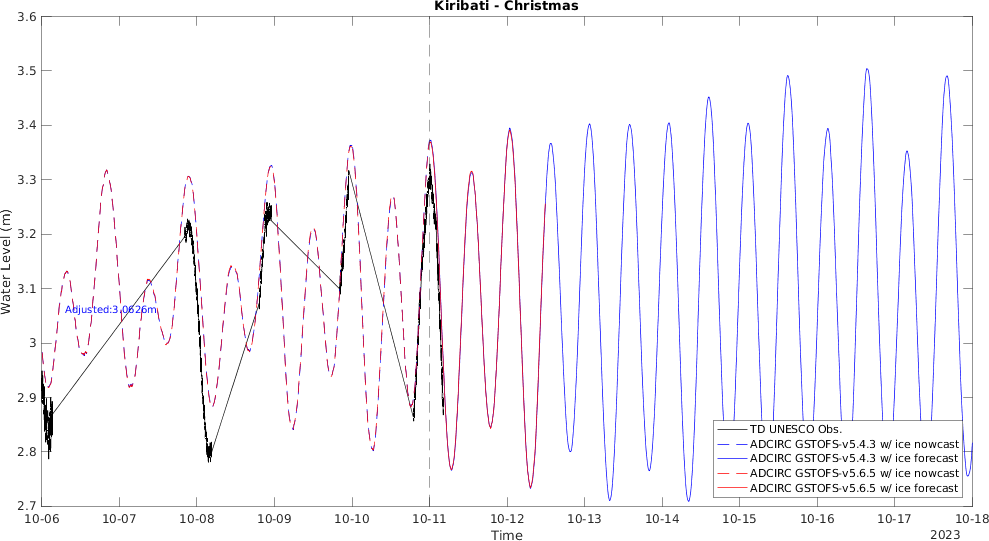 Kiribati - Christmas
3.6
3.5
3.4
3.3
3.2
3.1
3
2.9
2.8
2.7
Water Level (m)
Adjusted:3.0626m
TD UNESCO Obs.
ADCIRC GSTOFS-v5.4.3 w/ ice nowcast
ADCIRC GSTOFS-v5.4.3 w/ ice forecast
ADCIRC GSTOFS-v5.6.5 w/ ice nowcast
ADCIRC GSTOFS-v5.6.5 w/ ice forecast
10-06 10-07 10-08 10-09 10-10 10-11 10-12 10-13 10-14 10-15 10-16 10-17 10-18
Time
2023